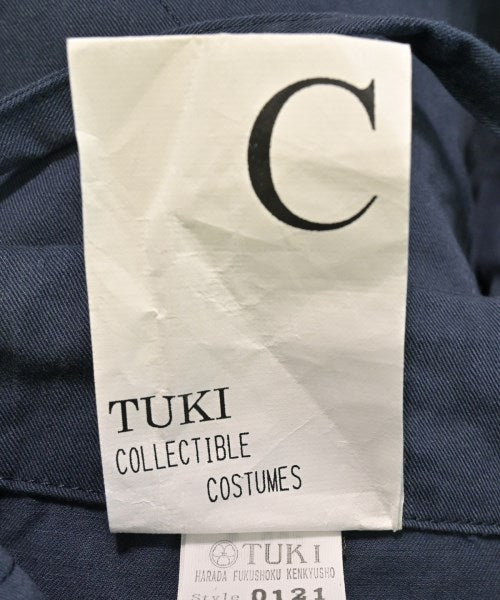 C
TUKI
COLLECTIBLE
COSTUMES
TUKI
HARADA FUKUSHOKU KENKYUSHO
Style 0121